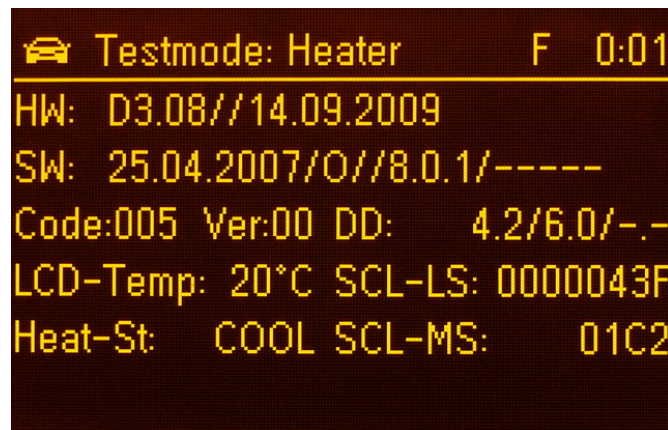 Testmode: Heater F 0:01
HW: D3.08//14.09.2009
SW: 25.04.2007/O//8.0.1/-----
Code:005 Ver:00 DD: 4.2/6.0/-.-
LCD-Temp: 20°C SCL-LS: 0000043F
Heat-St: COOL SCL-MS: 01C2